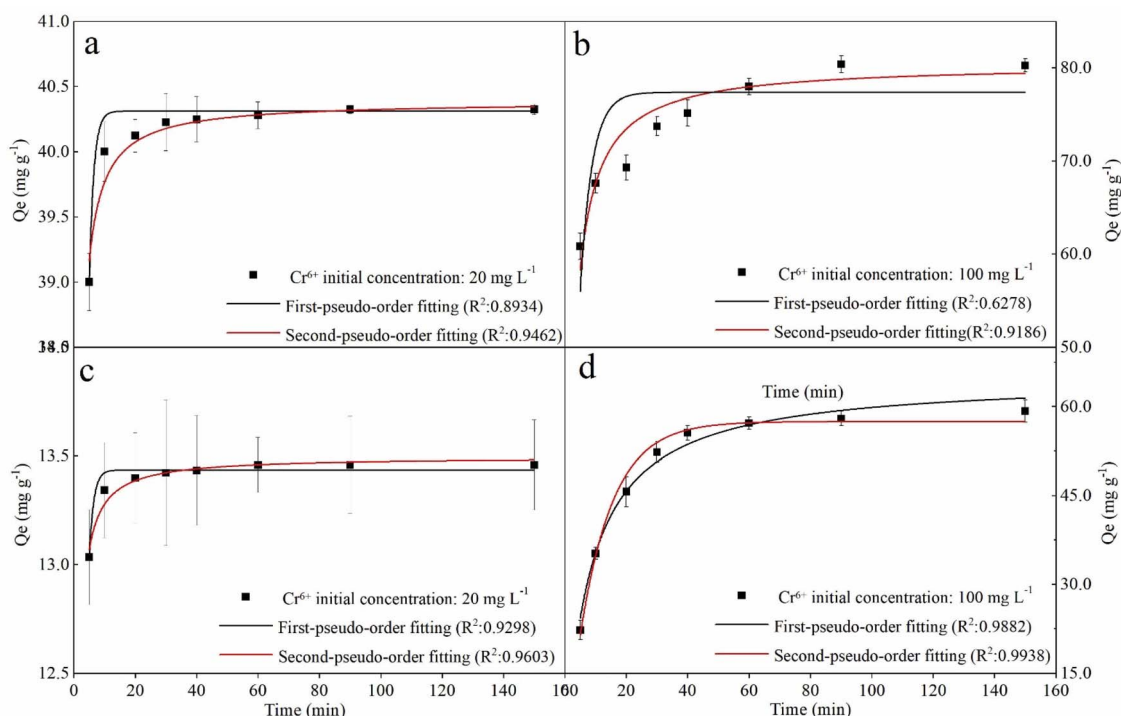 a
41.0
40.5
40.0
39.5
39.0
Qe (mg g⁻¹)
Cr⁶⁺ initial concentration: 20 mg L⁻¹
First-pseudo-order fitting (R²:0.8934)
Second-pseudo-order fitting (R²:0.9462)
b
80.0
70.0
60.0
50.0
Qe (mg g⁻¹)
Cr⁶⁺ initial concentration: 100 mg L⁻¹
First-pseudo-order fitting (R²:0.6278)
Second-pseudo-order fitting(R²:0.9186)
c
13.5
13.0
12.5
Qe (mg g⁻¹)
Cr⁶⁺ initial concentration: 20 mg L⁻¹
First-pseudo-order fitting (R²:0.9298)
Second-pseudo-order fitting (R²:0.9603)
0 20 40 60 80 100 120 140
Time (min)
d
Time (min)
60.0
45.0
30.0
15.0
Qe (mg g⁻¹)
Cr⁶⁺ initial concentration: 100 mg L⁻¹
First-pseudo-order fitting (R²:0.9882)
Second-pseudo-order fitting (R²:0.9938)
20 40 60 80 100 120 140 160
Time (min)